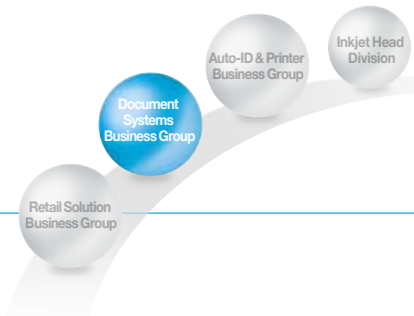 Inkjet Head
Division
Auto-ID & Printer
Business Group
Document
Systems
Business Group
Retail Solution
Business Group